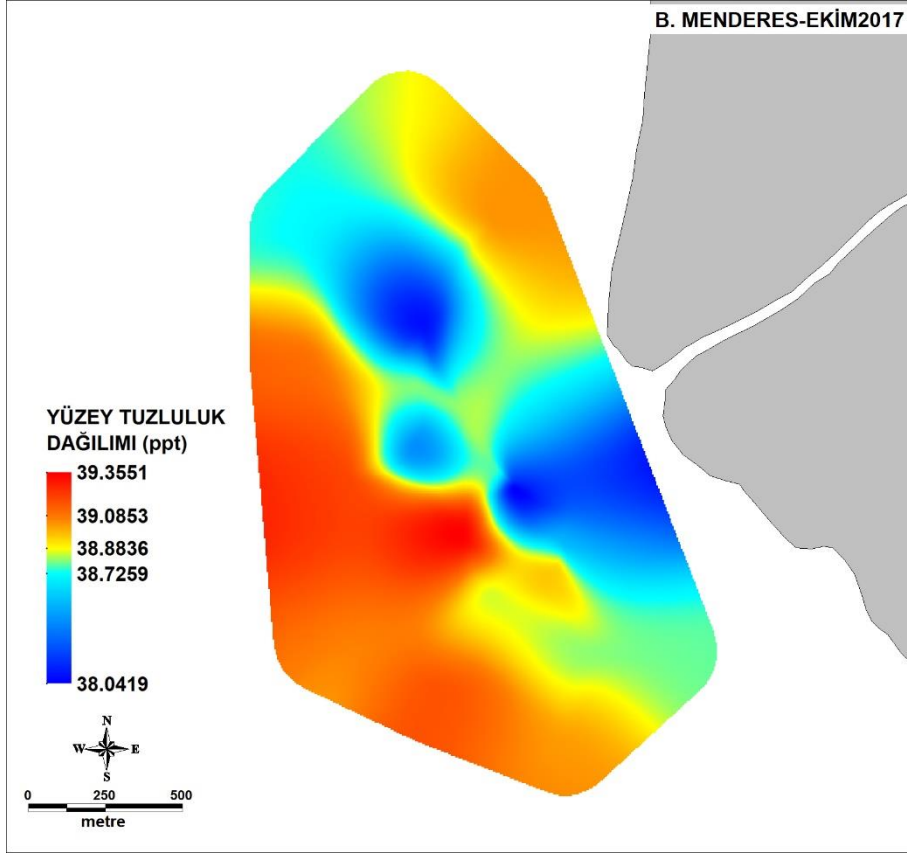 B. MENDERES-EKİM2017
YÜZEY TUZLULUK
DAĞILIMI (ppt)
39.3551
39.0853
38.8836
38.7259
38.0419
N
W E
S
0 250 500
metre